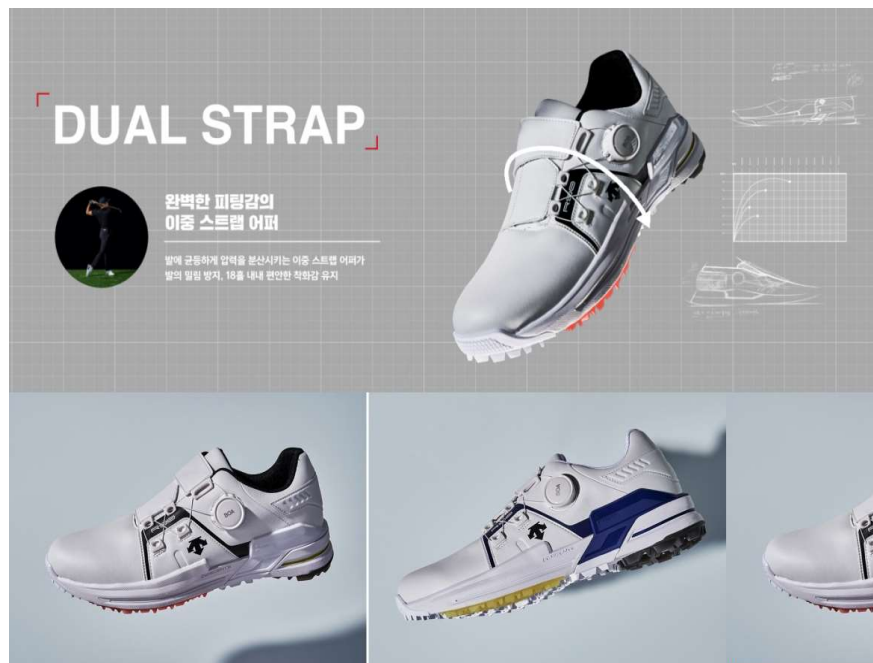 DUAL STRAP
완벽한 피팅감의
이중 스트랩 어퍼
발에 균등하게 압력을 분산시키는 이중 스트랩 어퍼가
발의 밀림 방지, 18홀 내내 편안한 착화감 유지
BOA
BOA